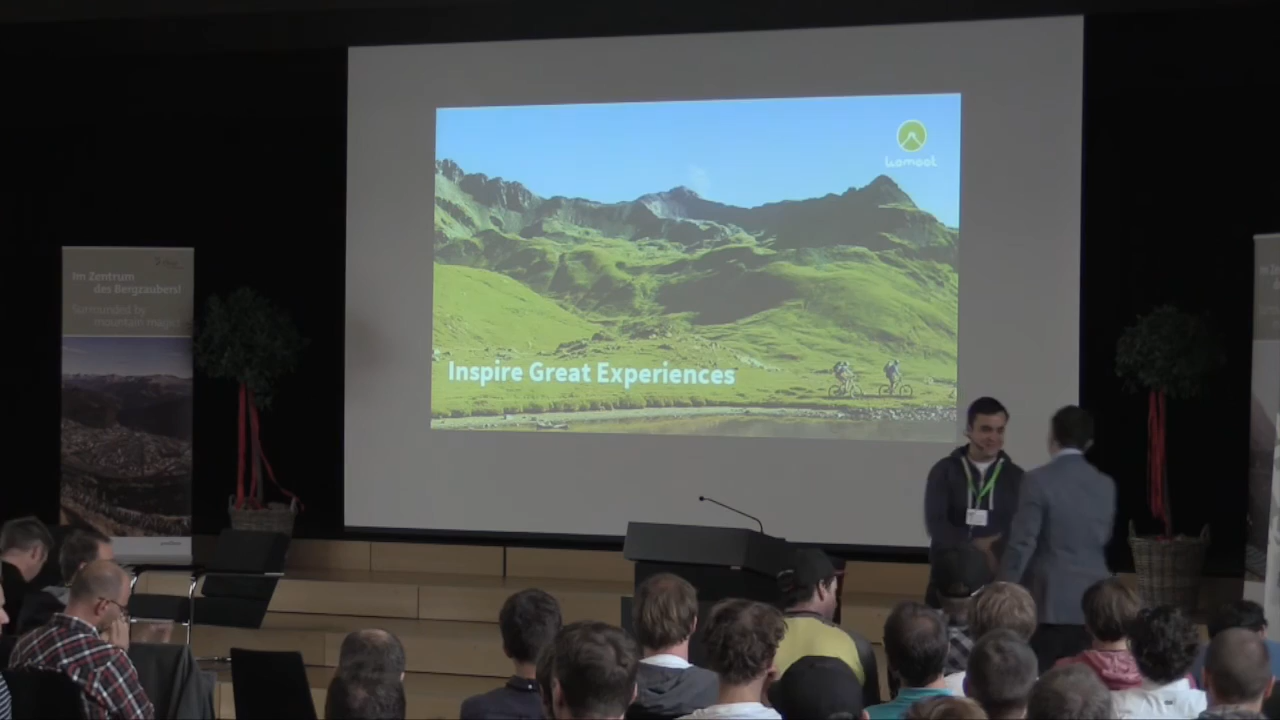 komoot
Inspire Great Experiences
Im Zentrum
des Bergzaubers!
Surrounded by
mountain magic!